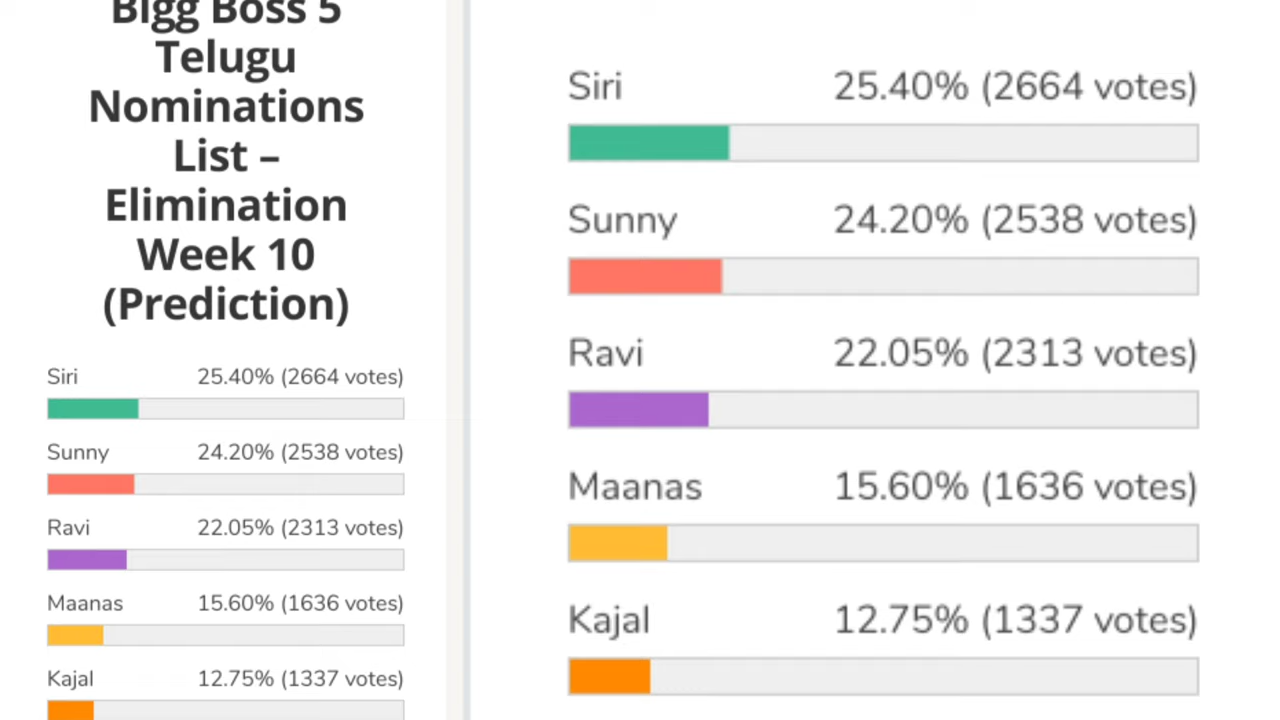 Bigg Boss 5
Telugu
Nominations
List –
Elimination
Week 10
(Prediction)
Siri 25.40% (2664 votes)
Sunny 24.20% (2538 votes)
Ravi 22.05% (2313 votes)
Maanas 15.60% (1636 votes)
Kajal 12.75% (1337 votes)
Siri 25.40% (2664 votes)
Sunny 24.20% (2538 votes)
Ravi 22.05% (2313 votes)
Maanas 15.60% (1636 votes)
Kajal 12.75% (1337 votes)